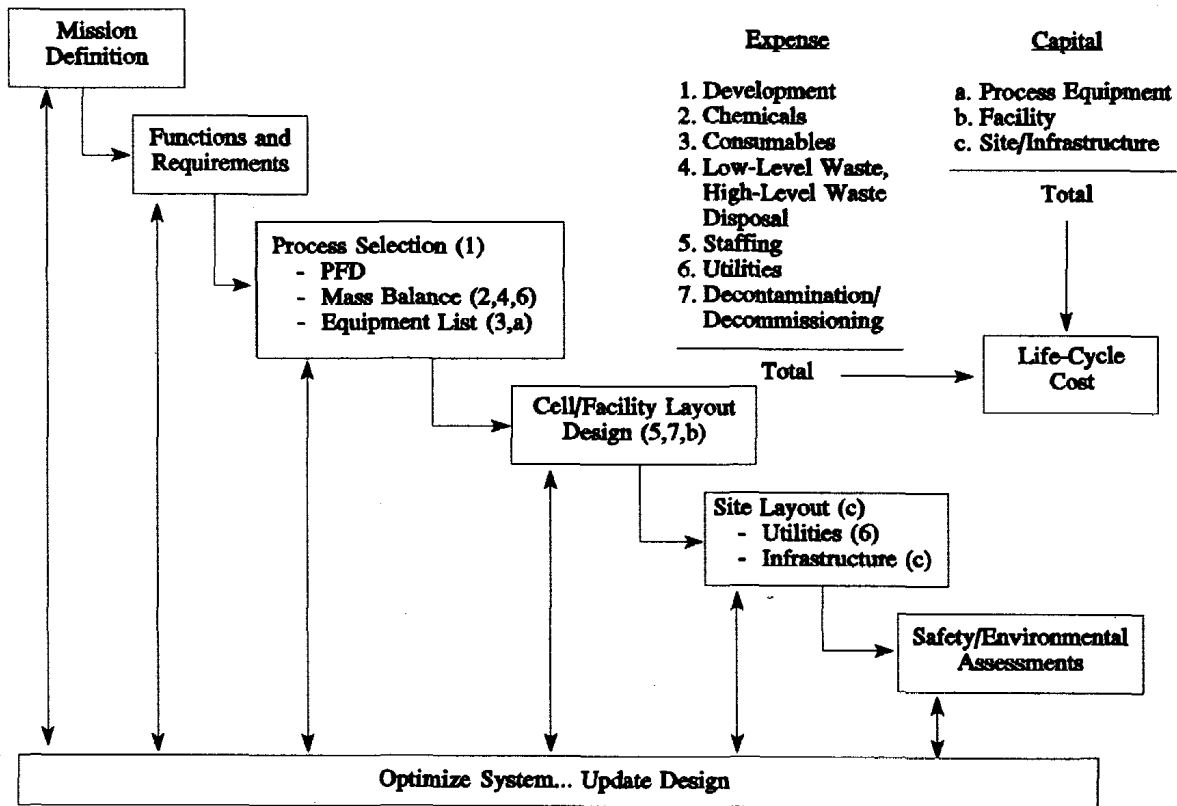 Mission
Definition
Functions and
Requirements
Process Selection (1)
- PFD
- Mass Balance (2,4,6)
- Equipment List (3,a)
Cell/Facility Layout
Design (5,7,b)
Site Layout (c)
- Utilities (6)
- Infrastructure (c)
Safety/Environmental
Assessments
Optimize System... Update Design
Expense
1. Development
2. Chemicals
3. Consumables
4. Low-Level Waste,
High-Level Waste
Disposal
5. Staffing
6. Utilities
7. Decontamination/
Decommissioning
Total
Capital
a. Process Equipment
b. Facility
c. Site/Infrastructure
Total
Life-Cycle
Cost